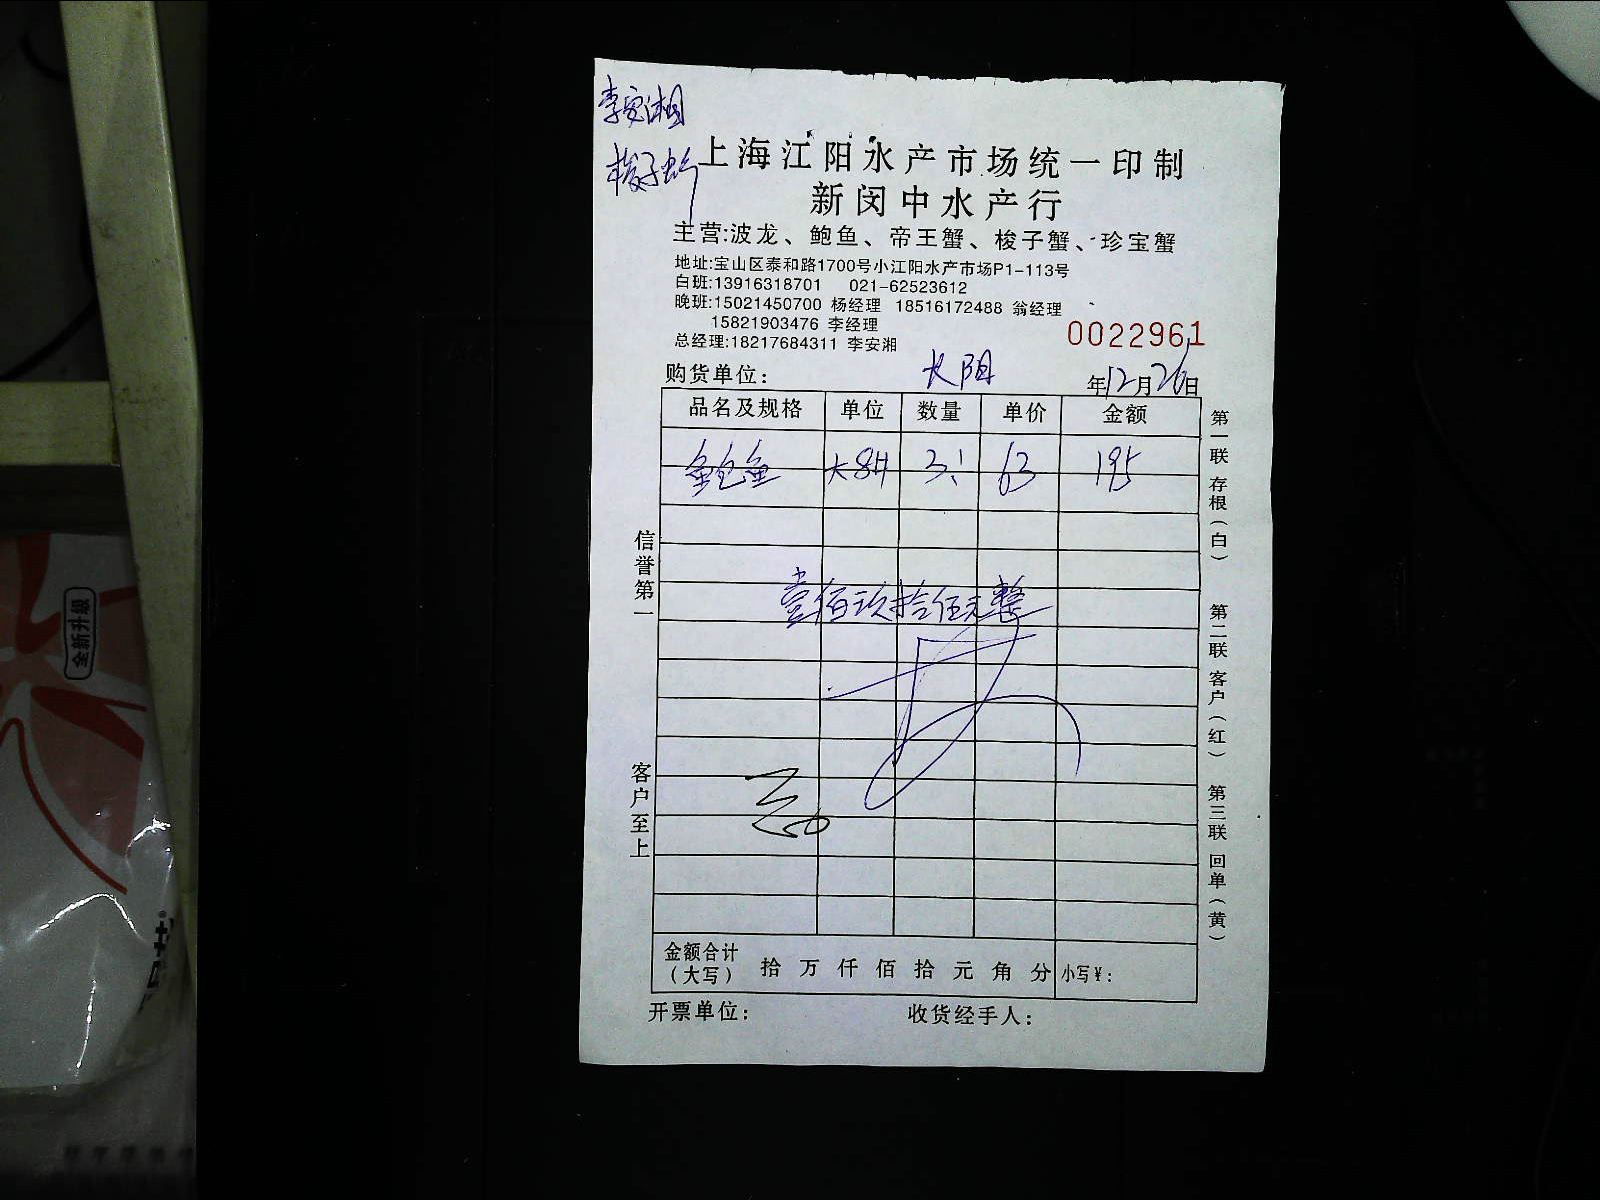 李安湘
梭子蟹
上海江阳水产市场统一印制
新闵中水产行
主营:波龙、鲍鱼、帝王蟹、梭子蟹、珍宝蟹
地址:宝山区泰和路1700号小江阳水产市场P1-113号
白班:13916318701 021-62523612
晚班:15021450700 杨经理 18516172488 翁经理
15821903476 李经理
总经理:18217684311 李安湘
0022961
购货单位: 长阳 年12月26日
品名及规格 单位 数量 单价 金额
鲍鱼 大8# 3.1 63 195
壹佰玖拾伍元整
金额合计(大写) 拾 万 仟 佰 拾 元 角 分 小写¥:
开票单位: 收货经手人:
信誉第一
客户至上
第一联 存根(白)
第二联 客户(红)
第三联 回单(黄)
全新升级